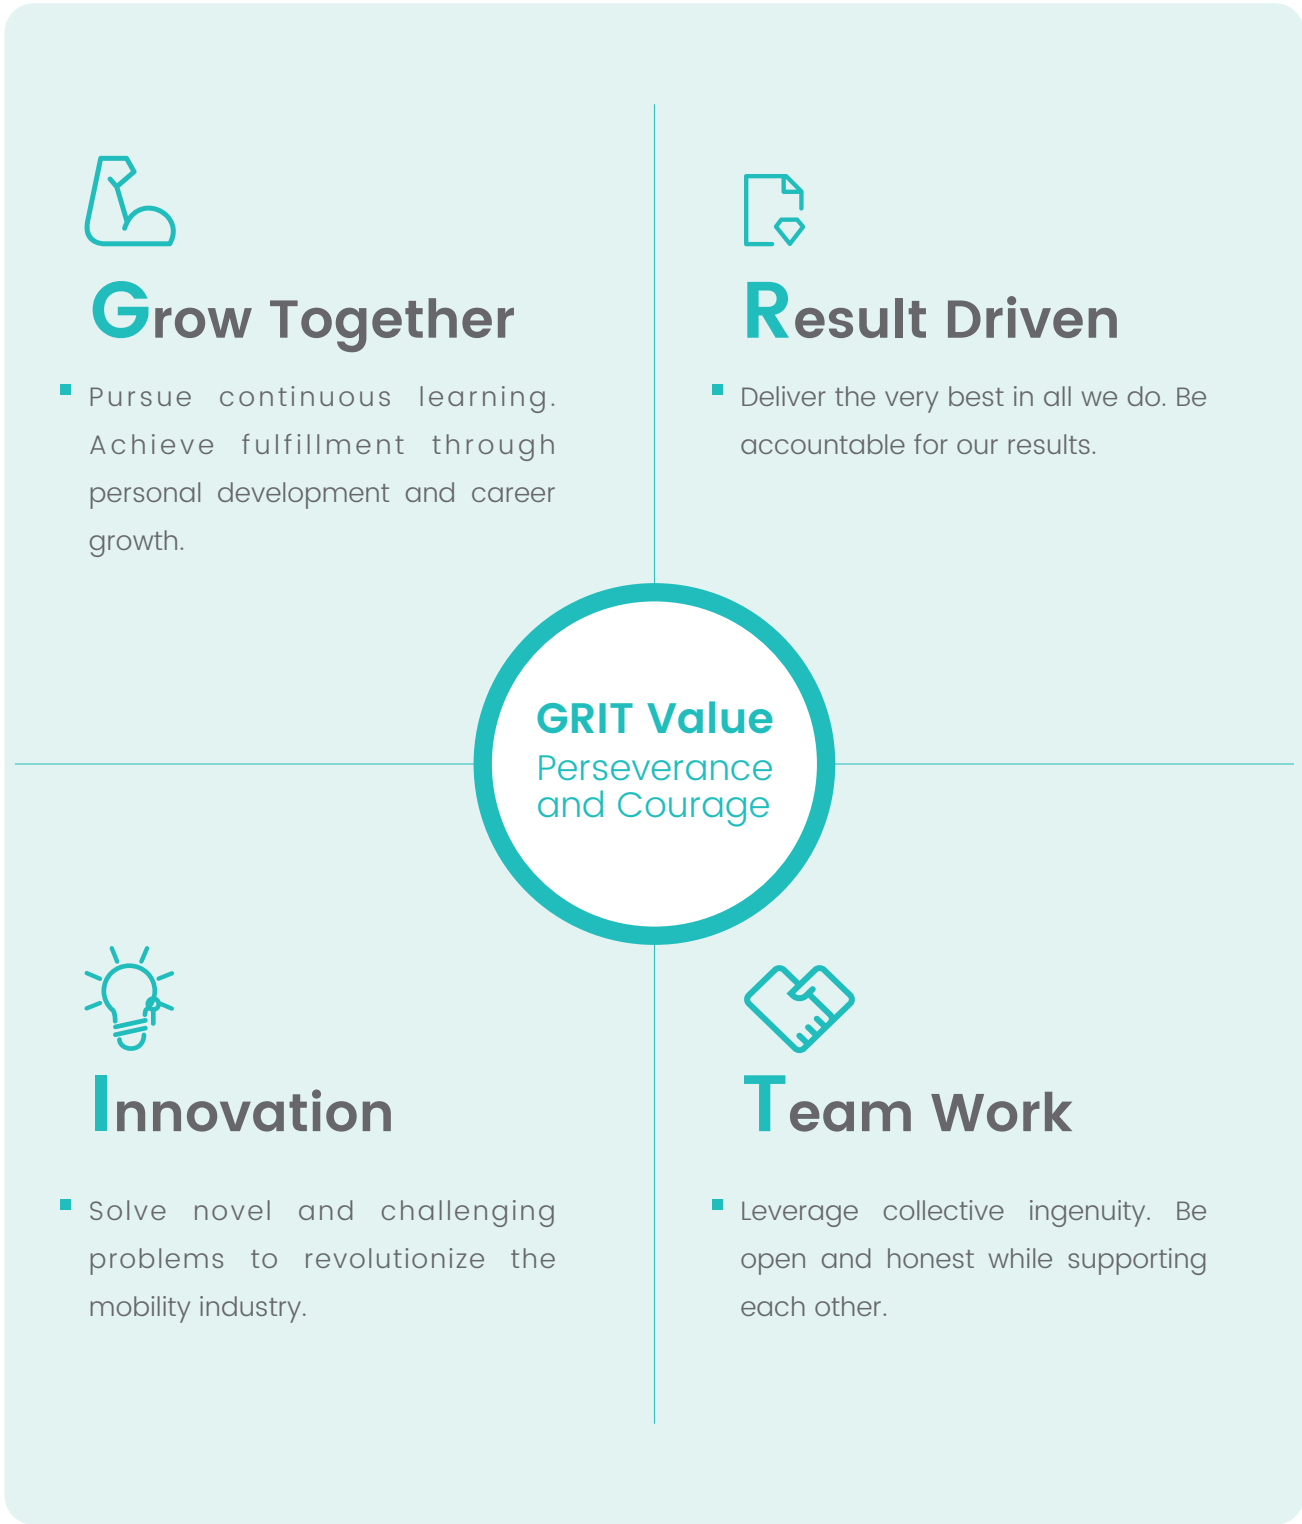 Grow Together
Pursue continuous learning.
Achieve fulfillment through
personal development and career
growth.
Result Driven
Deliver the very best in all we do. Be
accountable for our results.
GRIT Value
Perseverance
and Courage
Innovation
Solve novel and challenging
problems to revolutionize the
mobility industry.
Team Work
Leverage collective ingenuity. Be
open and honest while supporting
each other.